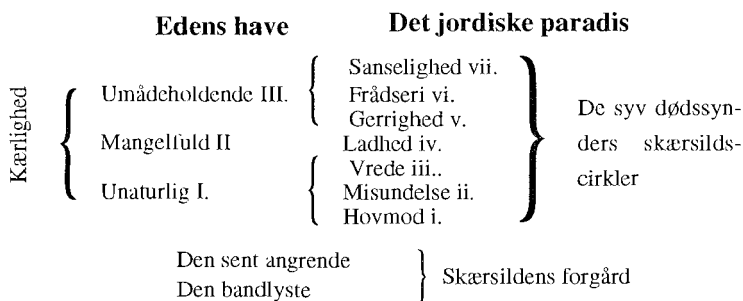 Edens have Det jordiske paradis
Kærlighed
Sanselighed vii.
Umådeholdende III. Frådseri vi.
Gerrighed v.
De syv dødssyn-
Mangelfuld II Ladhed iv.
ders skærsilds-
Vrede iii..
cirkler
Unaturlig I. Misundelse ii.
Hovmod i.
Den sent angrende
Skærsildens forgård
Den bandlyste